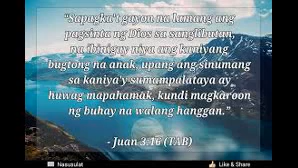 "Sapagka't gayon na lamang ang
pagsinta ng Dios sa sanglibutan,
na ibinigay niya ang kaniyang
bugtong na anak, upang ang sinumang
sa kaniya'y sumampalataya ay
huwag mapahamak, kundi magkaroon
ng buhay na walang hanggan."
- Juan 3:16 (TAB)
Nasusulat
Like & Share